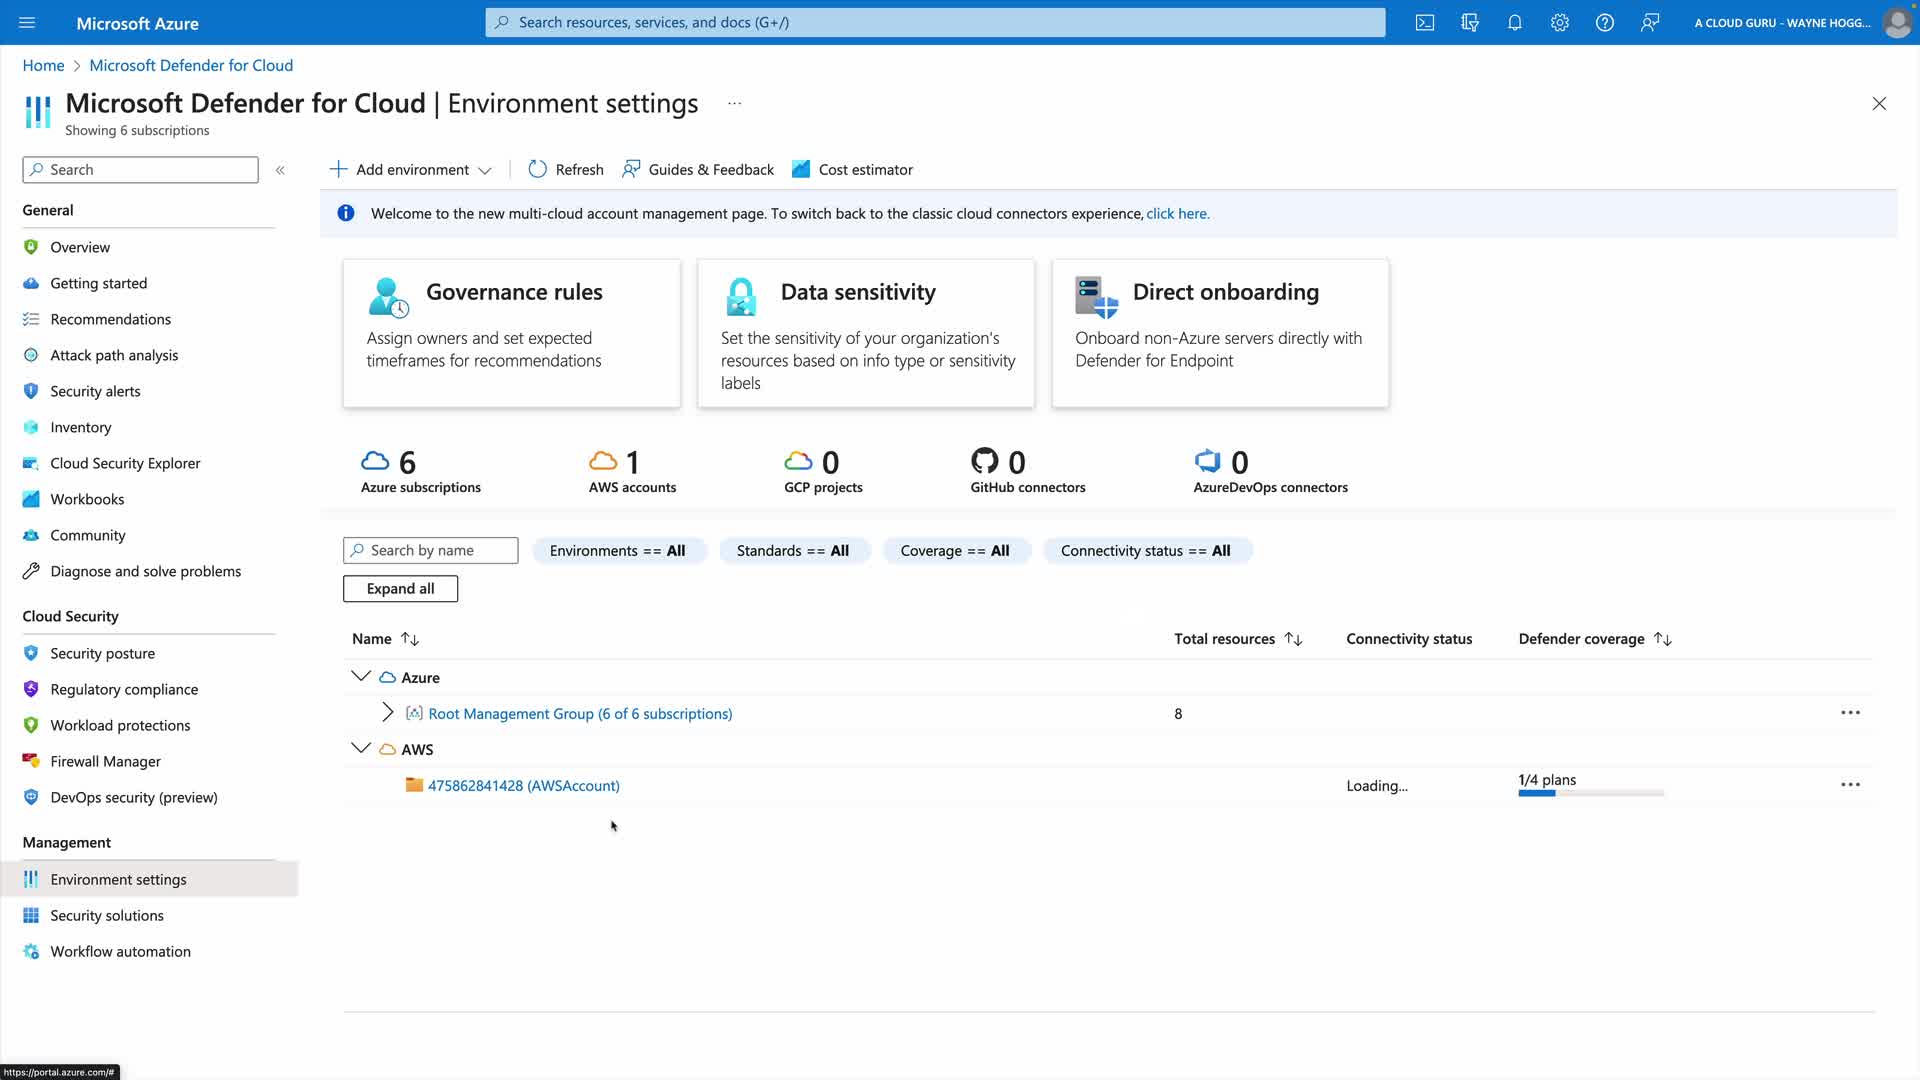 Microsoft Azure
Search resources, services, and docs (G+/)
A CLOUD GURU - WAYNE HOGG...
Home > Microsoft Defender for Cloud
Microsoft Defender for Cloud | Environment settings ...
Showing 6 subscriptions
Search
«
General
Overview
Getting started
Recommendations
Attack path analysis
Security alerts
Inventory
Cloud Security Explorer
Workbooks
Community
Diagnose and solve problems
Cloud Security
Security posture
Regulatory compliance
Workload protections
Firewall Manager
DevOps security (preview)
Management
Environment settings
Security solutions
Workflow automation
Add environment
Refresh
Guides & Feedback
Cost estimator
Welcome to the new multi-cloud account management page. To switch back to the classic cloud connectors experience, click here.
Governance rules
Assign owners and set expected
timeframes for recommendations
Data sensitivity
Set the sensitivity of your organization's
resources based on info type or sensitivity
labels
Direct onboarding
Onboard non-Azure servers directly with
Defender for Endpoint
6
Azure subscriptions
1
AWS accounts
0
GCP projects
0
GitHub connectors
0
AzureDevOps connectors
Search by name
Environments == All
Standards == All
Coverage == All
Connectivity status == All
Expand all
Name ↑↓ Total resources ↑↓ Connectivity status Defender coverage ↑↓
Azure
Root Management Group (6 of 6 subscriptions) 8 ...
AWS
475862841428 (AWSAccount) Loading... 1/4 plans ...
https://portal.azure.com/#